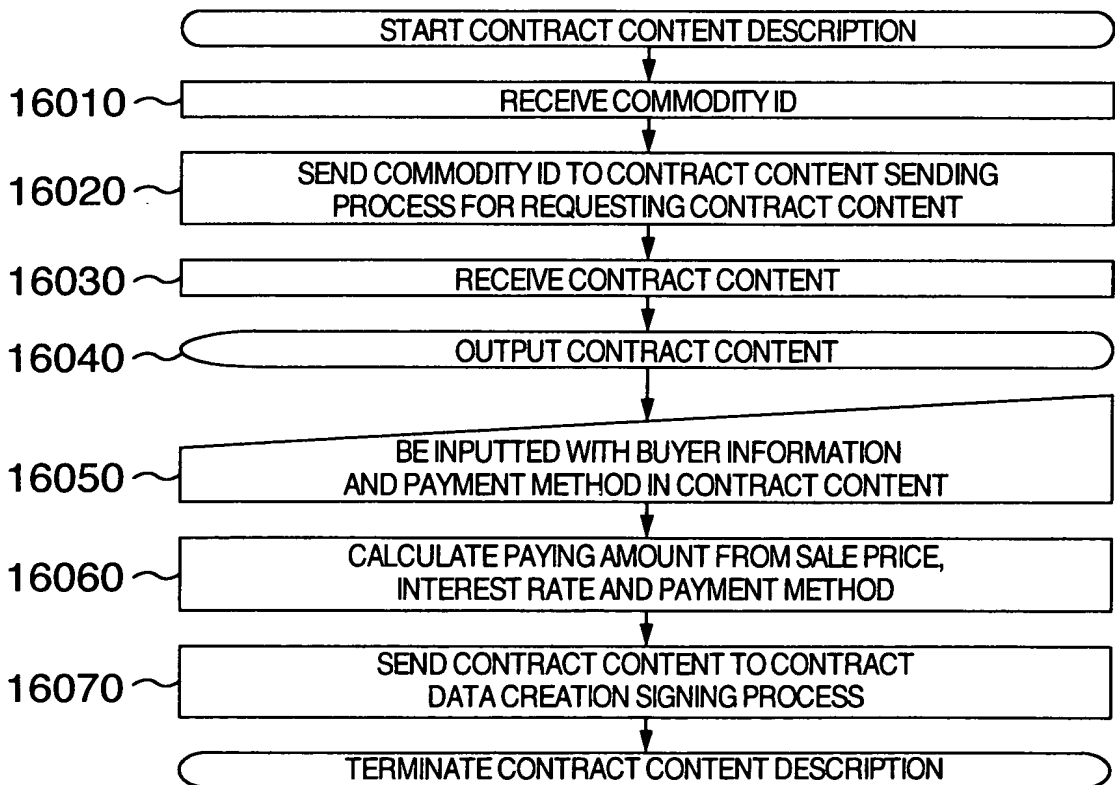 START CONTRACT CONTENT DESCRIPTION
16010
RECEIVE COMMODITY ID
16020
SEND COMMODITY ID TO CONTRACT CONTENT SENDING
PROCESS FOR REQUESTING CONTRACT CONTENT
16030
RECEIVE CONTRACT CONTENT
16040
OUTPUT CONTRACT CONTENT
16050
BE INPUTTED WITH BUYER INFORMATION
AND PAYMENT METHOD IN CONTRACT CONTENT
16060
CALCULATE PAYING AMOUNT FROM SALE PRICE,
INTEREST RATE AND PAYMENT METHOD
16070
SEND CONTRACT CONTENT TO CONTRACT
DATA CREATION SIGNING PROCESS
TERMINATE CONTRACT CONTENT DESCRIPTION